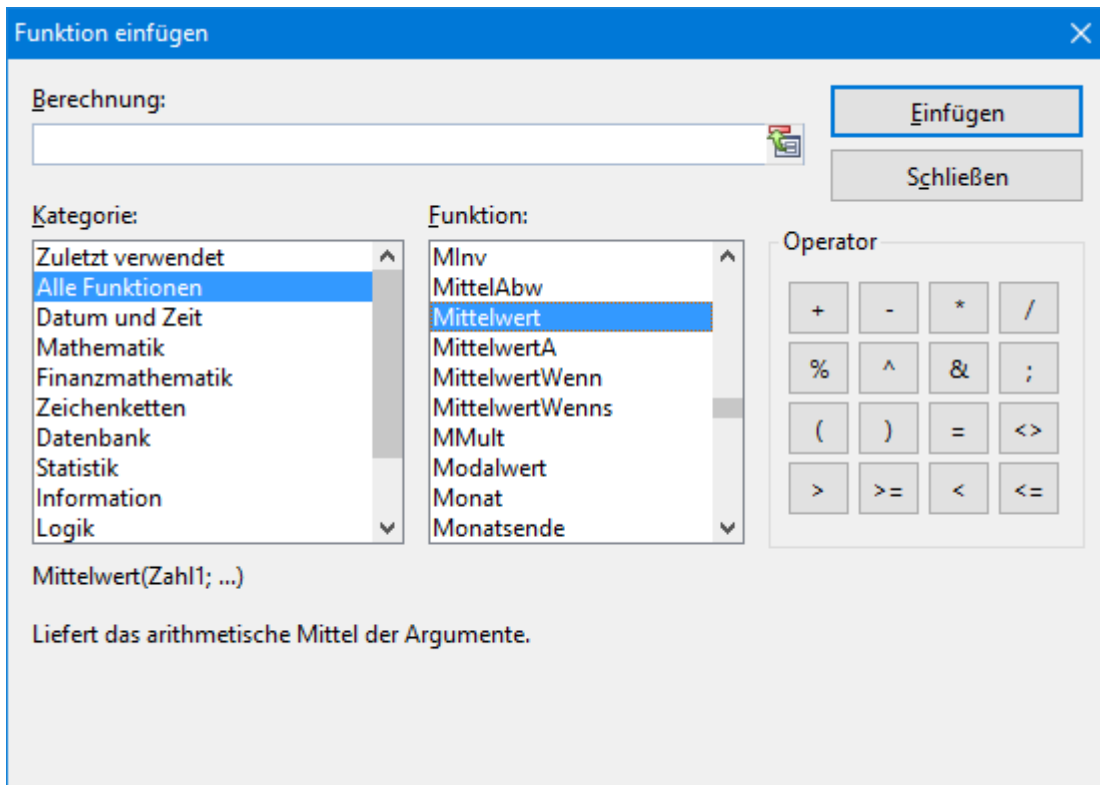 Funktion einfügen
Berechnung:
Einfügen
Schließen
Kategorie:
Zuletzt verwendet
Alle Funktionen
Datum und Zeit
Mathematik
Finanzmathematik
Zeichenketten
Datenbank
Statistik
Information
Logik
Funktion:
MInv
MittelAbw
Mittelwert
MittelwertA
MittelwertWenn
MittelwertWenns
MMult
Modalwert
Monat
Monatsende
Operator
+ - * /
% ^ & ;
( ) = <>
> >= < <=
Mittelwert(Zahl1; ...)
Liefert das arithmetische Mittel der Argumente.